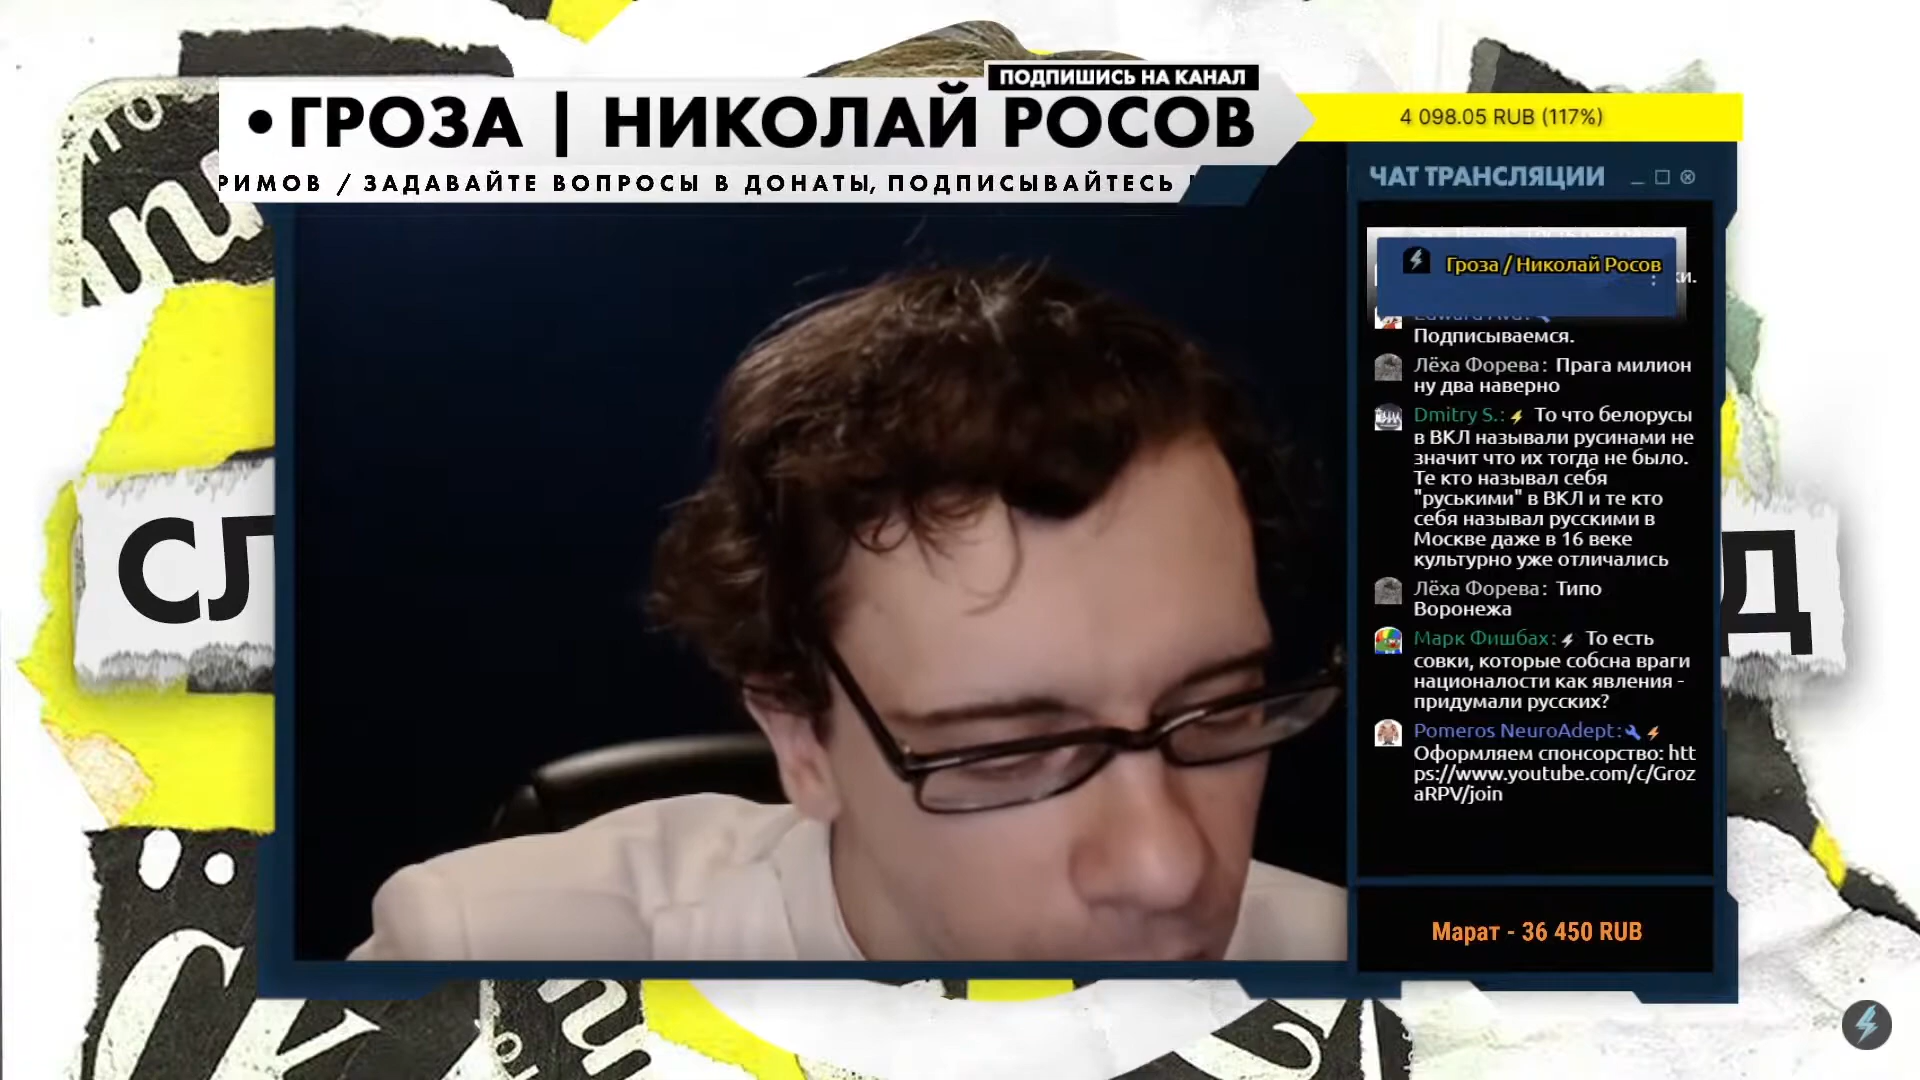 ПОДПИШИСЬ НА КАНАЛ
• ГРОЗА | НИКОЛАЙ РОСОВ
4 098.05 RUB (117%)
РИМОВ / ЗАДАВАЙТЕ ВОПРОСЫ В ДОНАТЫ, ПОДПИСЫВАЙТЕСЬ
ЧАТ ТРАНСЛЯЦИИ
Гроза / Николай Росов
ки.
Подписываемся.
Лёха Форева: Прага милион
ну два наверно
Dmitry S.: То что белорусы
в ВКЛ называли русинами не
значит что их тогда не было.
Те кто называл себя
"руськими" в ВКЛ и те кто
себя называл русскими в
Москве даже в 16 веке
культурно уже отличались
Лёха Форева: Типо
Воронежа
Марк Фишбах: То есть
совки, которые собсна враги
националости как явления -
придумали русских?
Pomeros NeuroAdept:
Оформляем спонсорство: htt
ps://www.youtube.com/c/Groz
aRPV/join
Марат - 36 450 RUB
СЛ
Д